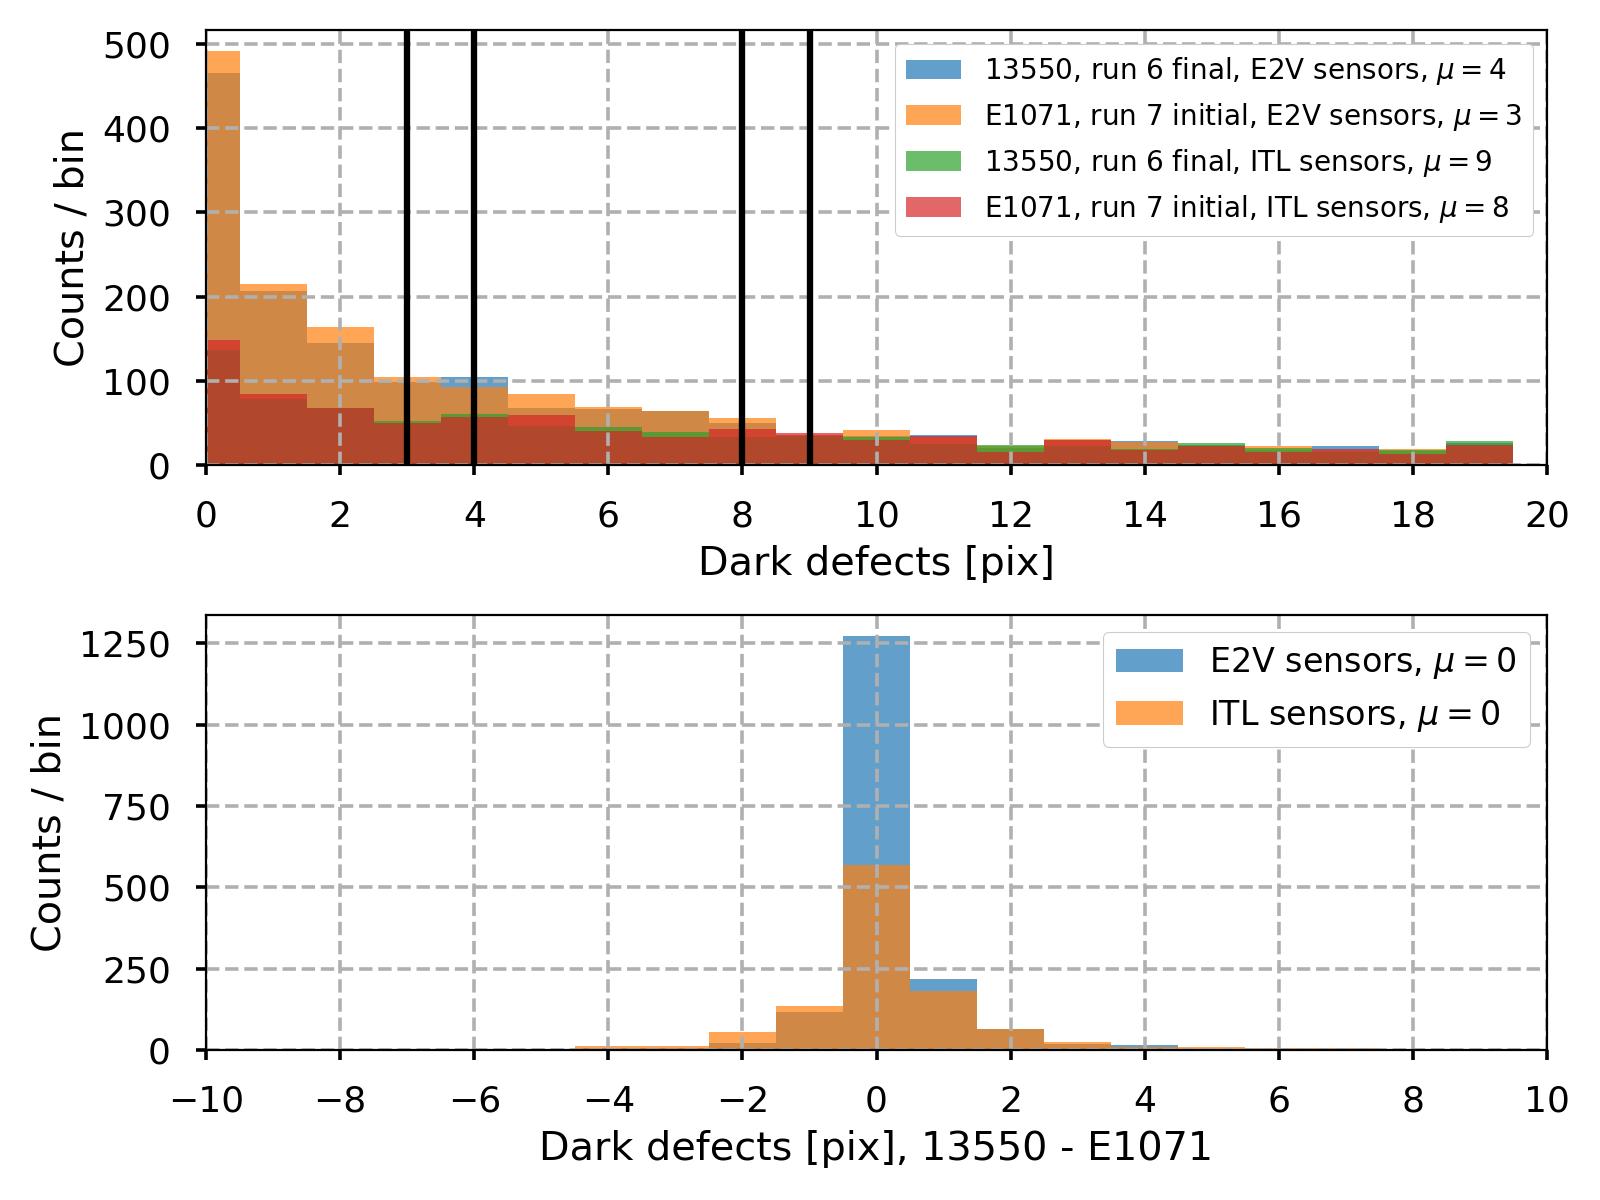 500
400
300
200
100
0
Counts / bin
13550, run 6 final, E2V sensors, μ = 4
E1071, run 7 initial, E2V sensors, μ = 3
13550, run 6 final, ITL sensors, μ = 9
E1071, run 7 initial, ITL sensors, μ = 8
0 2 4 6 8 10 12 14 16 18 20
Dark defects [pix]
1250
1000
750
500
250
0
Counts / bin
E2V sensors, μ = 0
ITL sensors, μ = 0
−10 −8 −6 −4 −2 0 2 4 6 8 10
Dark defects [pix], 13550 - E1071